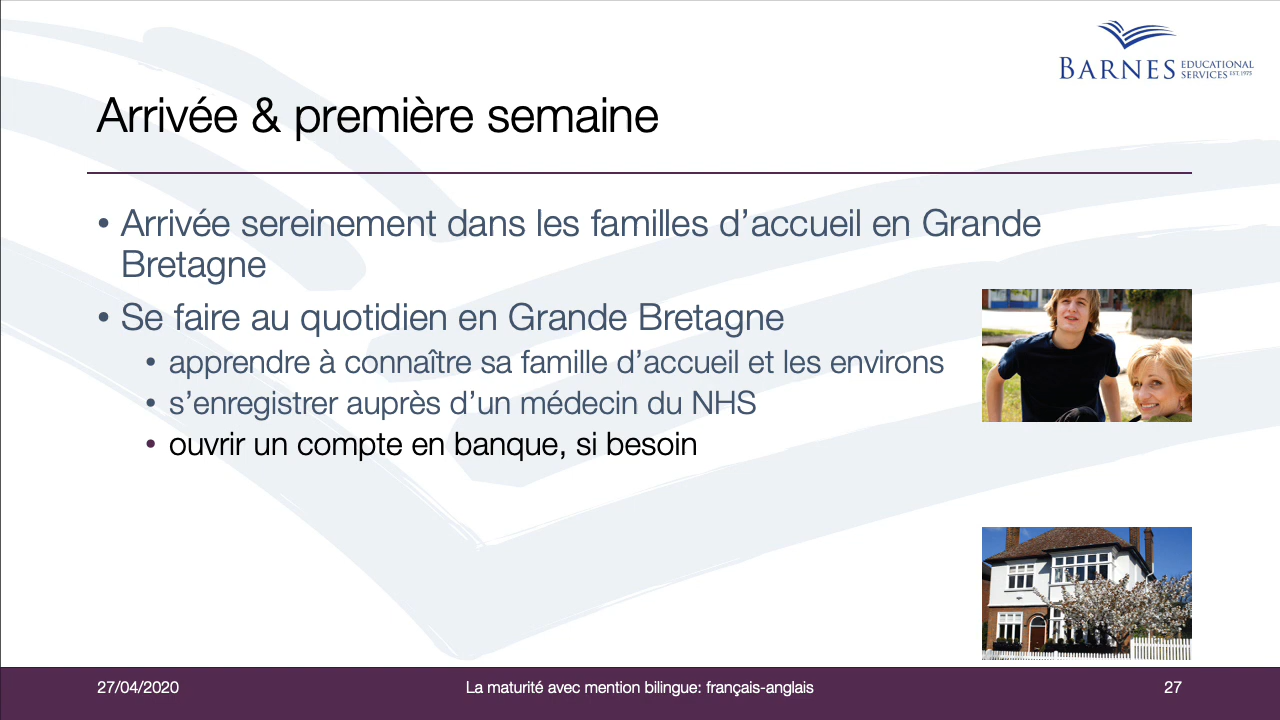 BARNES EDUCATIONAL
SERVICES EST. 1975
Arrivée & première semaine
• Arrivée sereinement dans les familles d’accueil en Grande
Bretagne
• Se faire au quotidien en Grande Bretagne
• apprendre à connaître sa famille d’accueil et les environs
• s’enregistrer auprès d’un médecin du NHS
• ouvrir un compte en banque, si besoin
27/04/2020
La maturité avec mention bilingue: français-anglais
27